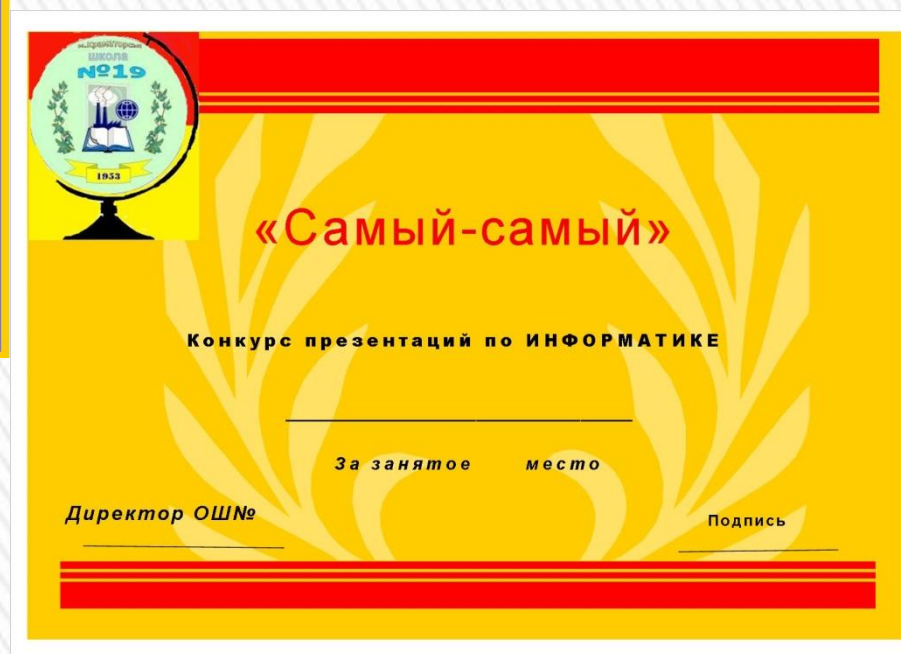 м.Краматорськ
школа
№19
1953
«Самый-самый»
Конкурс презентаций по ИНФОРМАТИКЕ
За занятое место
Директор ОШ№
Подпись